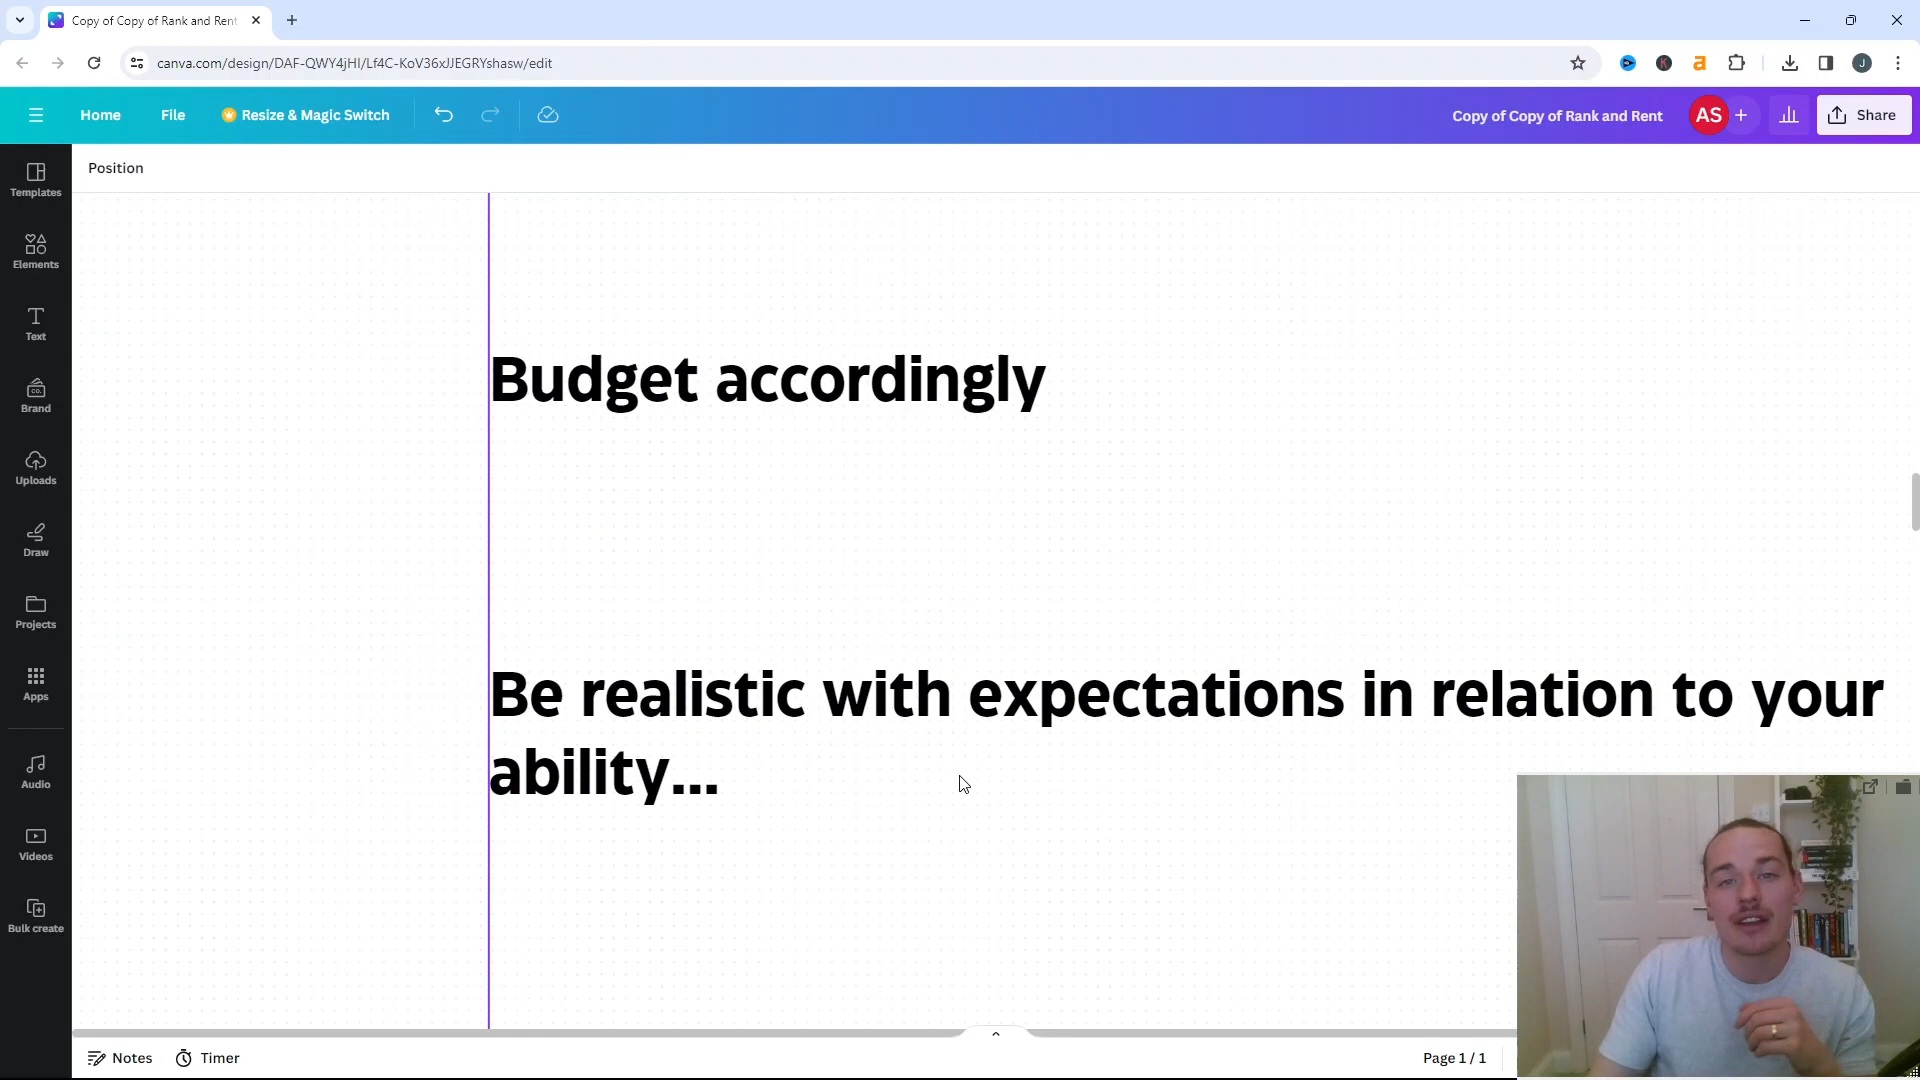 Copy of Copy of Rank and Rent
canva.com/design/DAF-QWY4jHI/Lf4C-KoV36xJJEGRYshasw/edit
J
Home
File
Resize & Magic Switch
Copy of Copy of Rank and Rent
AS
+
Share
Position
Templates
Elements
Text
Brand
Uploads
Draw
Projects
Apps
Audio
Videos
Bulk create
Budget accordingly
Be realistic with expectations in relation to your
ability...
Notes
Timer
Page 1 / 1